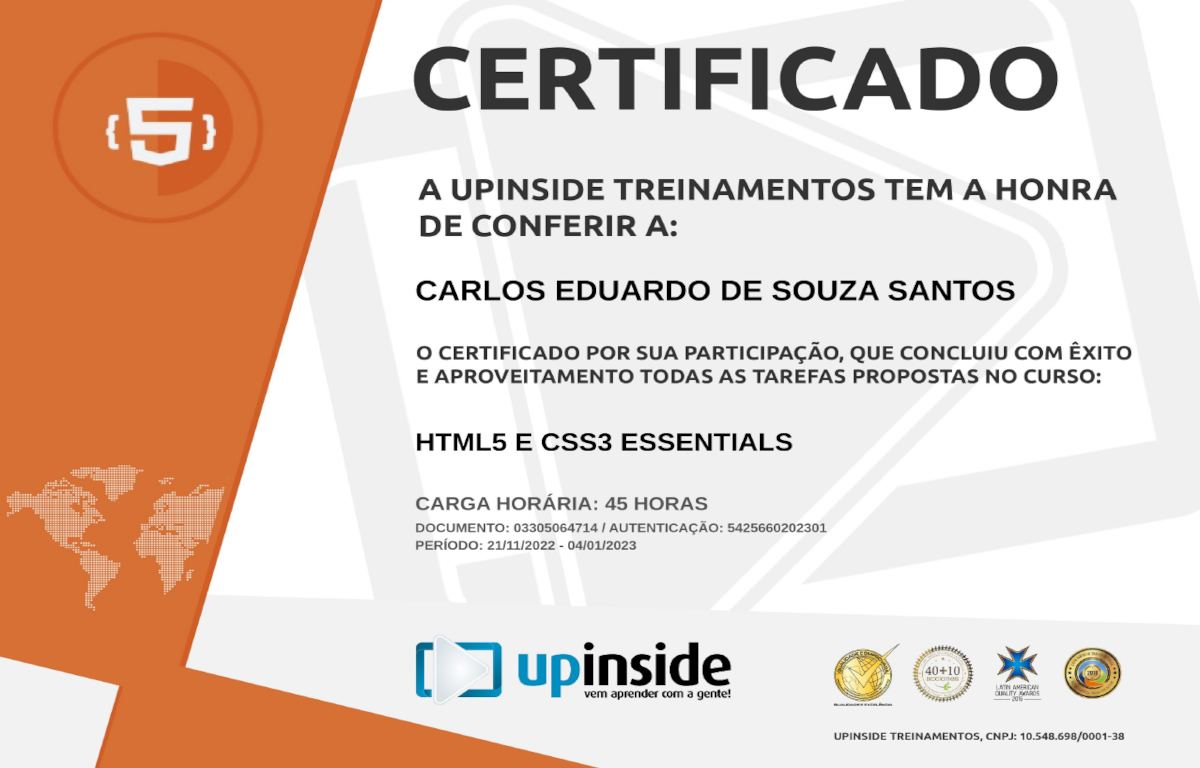 CERTIFICADO
A UPINSIDE TREINAMENTOS TEM A HONRA
DE CONFERIR A:
CARLOS EDUARDO DE SOUZA SANTOS
O CERTIFICADO POR SUA PARTICIPAÇÃO, QUE CONCLUIU COM ÊXITO
E APROVEITAMENTO TODAS AS TAREFAS PROPOSTAS NO CURSO:
HTML5 E CSS3 ESSENTIALS
CARGA HORÁRIA: 45 HORAS
DOCUMENTO: 03305064714 / AUTENTICAÇÃO: 5425660202301
PERÍODO: 21/11/2022 - 04/01/2023
{5}
upinside
vem aprender com a gente!
40+10
acciones
LATIN AMERICAN
QUALITY AWARDS
UPINSIDE TREINAMENTOS, CNPJ: 10.548.698/0001-38